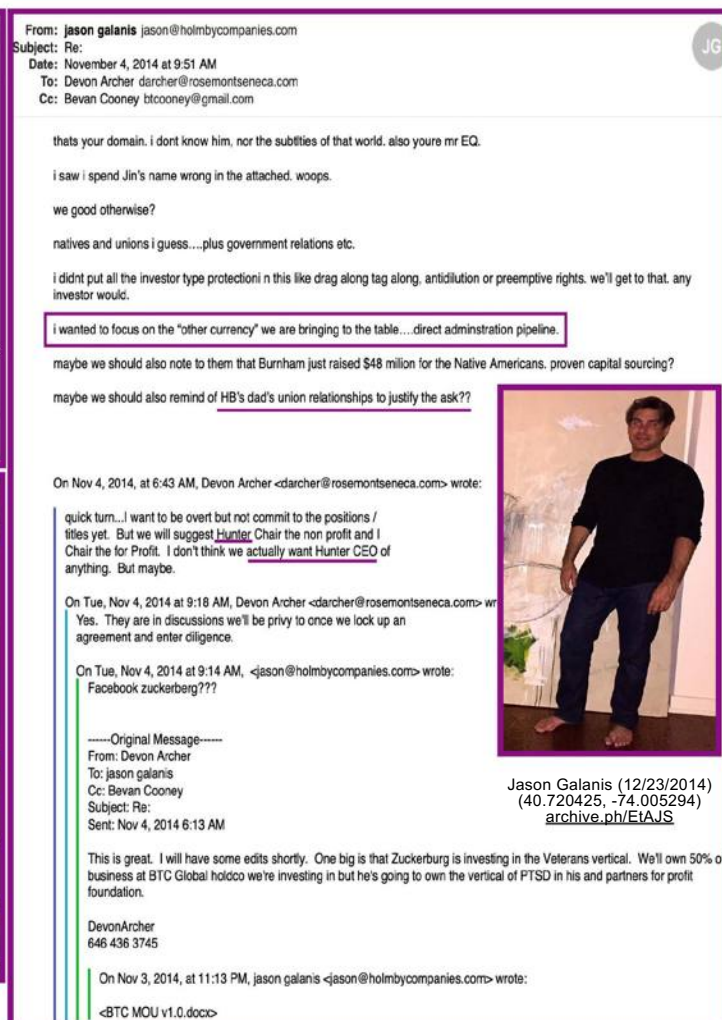 From: jason galanis jason@holmbycompanies.com
Subject: Re:
Date: November 4, 2014 at 9:51 AM
To: Devon Archer darcher@rosemontseneca.com
Cc: Bevan Cooney btcooney@gmail.com
JG
thats your domain. i dont know him, nor the subtlties of that world. also youre mr EQ.
i saw i spend Jin's name wrong in the attached. woops.
we good otherwise?
natives and unions i guess....plus government relations etc.
i didnt put all the investor type protectioni n this like drag along tag along, antidilution or preemptive rights. we'll get to that. any
investor would.
i wanted to focus on the "other currency" we are bringing to the table....direct adminstration pipeline.
maybe we should also note to them that Burnham just raised $48 milion for the Native Americans. proven capital sourcing?
maybe we should also remind of HB's dad's union relationships to justify the ask??
On Nov 4, 2014, at 6:43 AM, Devon Archer <darcher@rosemontseneca.com> wrote:
quick turn...I want to be overt but not commit to the positions /
titles yet. But we will suggest Hunter Chair the non profit and I
Chair the for Profit. I don't think we actually want Hunter CEO of
anything. But maybe.
On Tue, Nov 4, 2014 at 9:18 AM, Devon Archer <darcher@rosemontseneca.com> wr
Yes. They are in discussions we'll be privy to once we lock up an
agreement and enter diligence.
On Tue, Nov 4, 2014 at 9:14 AM, <jason@holmbycompanies.com> wrote:
Facebook zuckerberg???
------Original Message------
From: Devon Archer
To: jason galanis
Cc: Bevan Cooney
Subject: Re:
Sent: Nov 4, 2014 6:13 AM
Jason Galanis (12/23/2014)
(40.720425, -74.005294)
archive.ph/EtAJS
This is great. I will have some edits shortly. One big is that Zuckerburg is investing in the Veterans vertical. We'll own 50% o
business at BTC Global holdco we're investing in but he's going to own the vertical of PTSD in his and partners for profit
foundation.
DevonArcher
646 436 3745
On Nov 3, 2014, at 11:13 PM, jason galanis <jason@holmbycompanies.com> wrote:
<BTC MOU v1.0.docx>